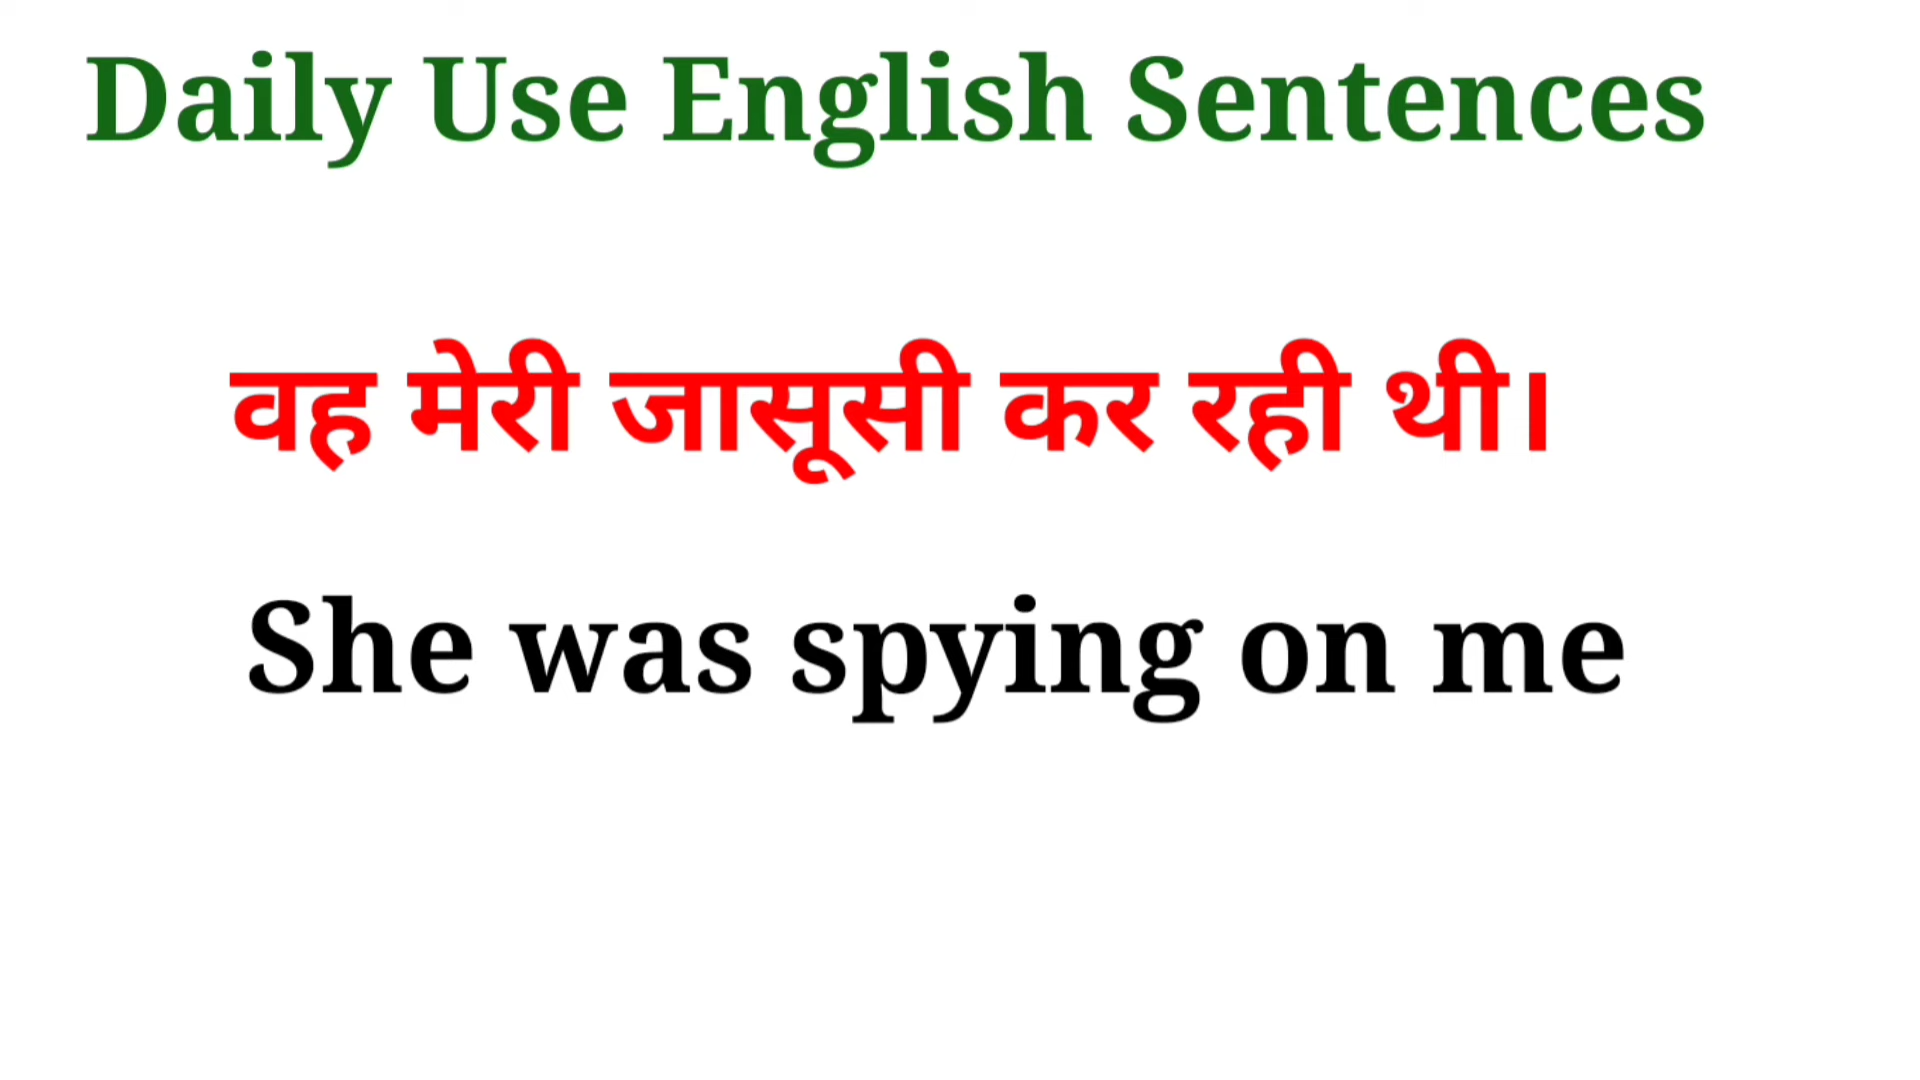 Daily Use English Sentences
वह मेरी जासूसी कर रही थी।
She was spying on me